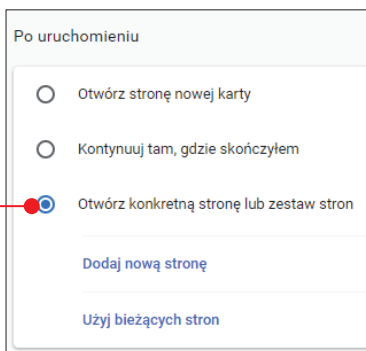 Po uruchomieniu
Otwórz stronę nowej karty
Kontynuuj tam, gdzie skończyłem
Otwórz konkretną stronę lub zestaw stron
Dodaj nową stronę
Użyj bieżących stron